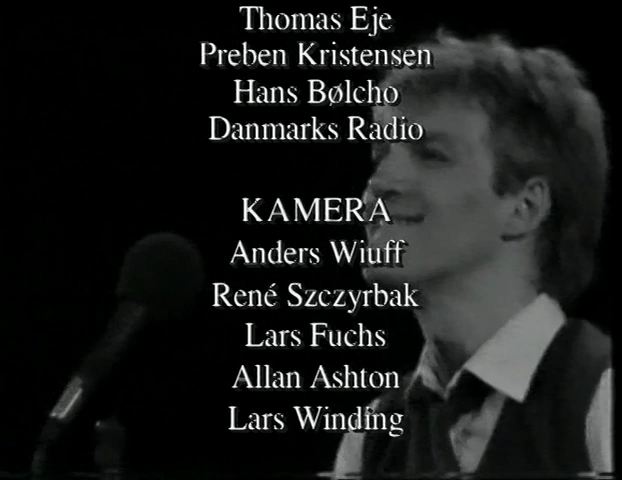 Thomas Eje
Preben Kristensen
Hans Bølcho
Danmarks Radio
KAMERA
Anders Wiuff
René Szczyrbak
Lars Fuchs
Allan Ashton
Lars Winding